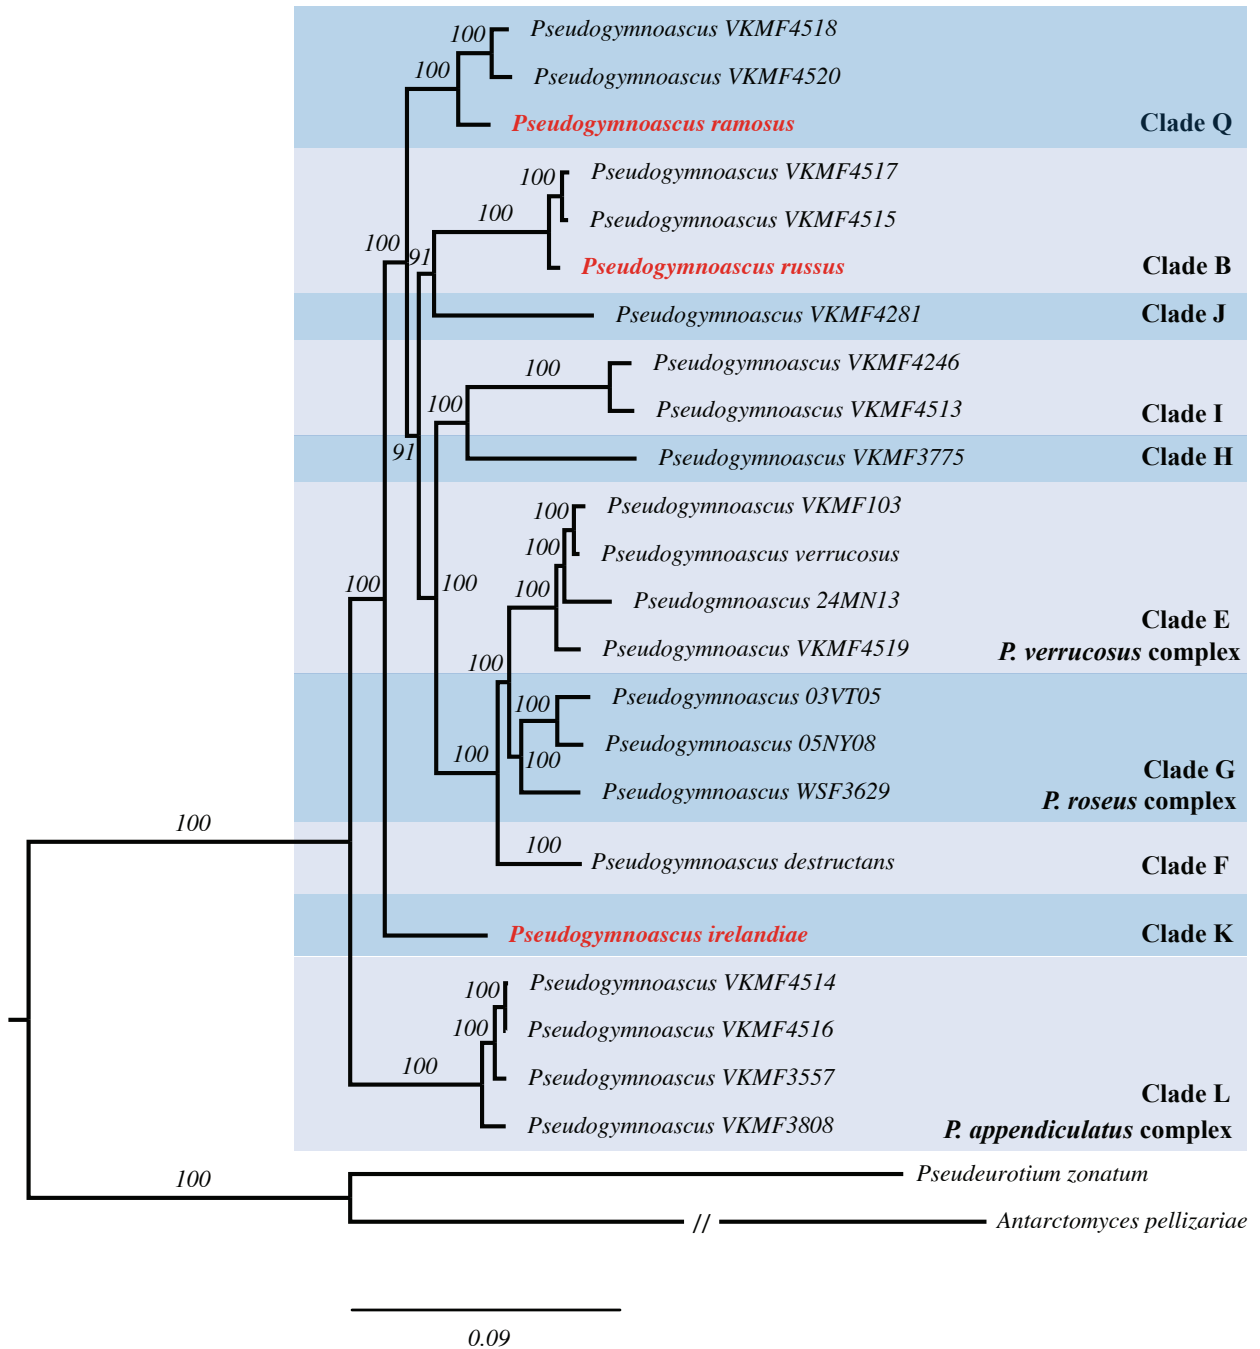 100
Pseudogymnoascus VKMF4518
100
Pseudogymnoascus VKMF4520
Pseudogymnoascus ramosus
Clade Q
100
Pseudogymnoascus VKMF4517
100
Pseudogymnoascus VKMF4515
100
91
Pseudogymnoascus russus
Clade B
Pseudogymnoascus VKMF4281
Clade J
100
Pseudogymnoascus VKMF4246
100
Pseudogymnoascus VKMF4513
Clade I
91
Pseudogymnoascus VKMF3775
Clade H
100
Pseudogymnoascus VKMF103
100
Pseudogymnoascus verrucosus
100
100
100
Pseudogmnoascus 24MN13
Clade E
Pseudogymnoascus VKMF4519
P. verrucosus complex
100
100
Pseudogymnoascus 03VT05
100
100
Pseudogymnoascus 05NY08
Clade G
Pseudogymnoascus WSF3629
P. roseus complex
100
100
Pseudogymnoascus destructans
Clade F
Pseudogymnoascus irelandiae
Clade K
100
Pseudogymnoascus VKMF4514
100
Pseudogymnoascus VKMF4516
100
Pseudogymnoascus VKMF3557
Clade L
Pseudogymnoascus VKMF3808
P. appendiculatus complex
100
Pseudeurotium zonatum
//
Antarctomyces pellizariae
0.09